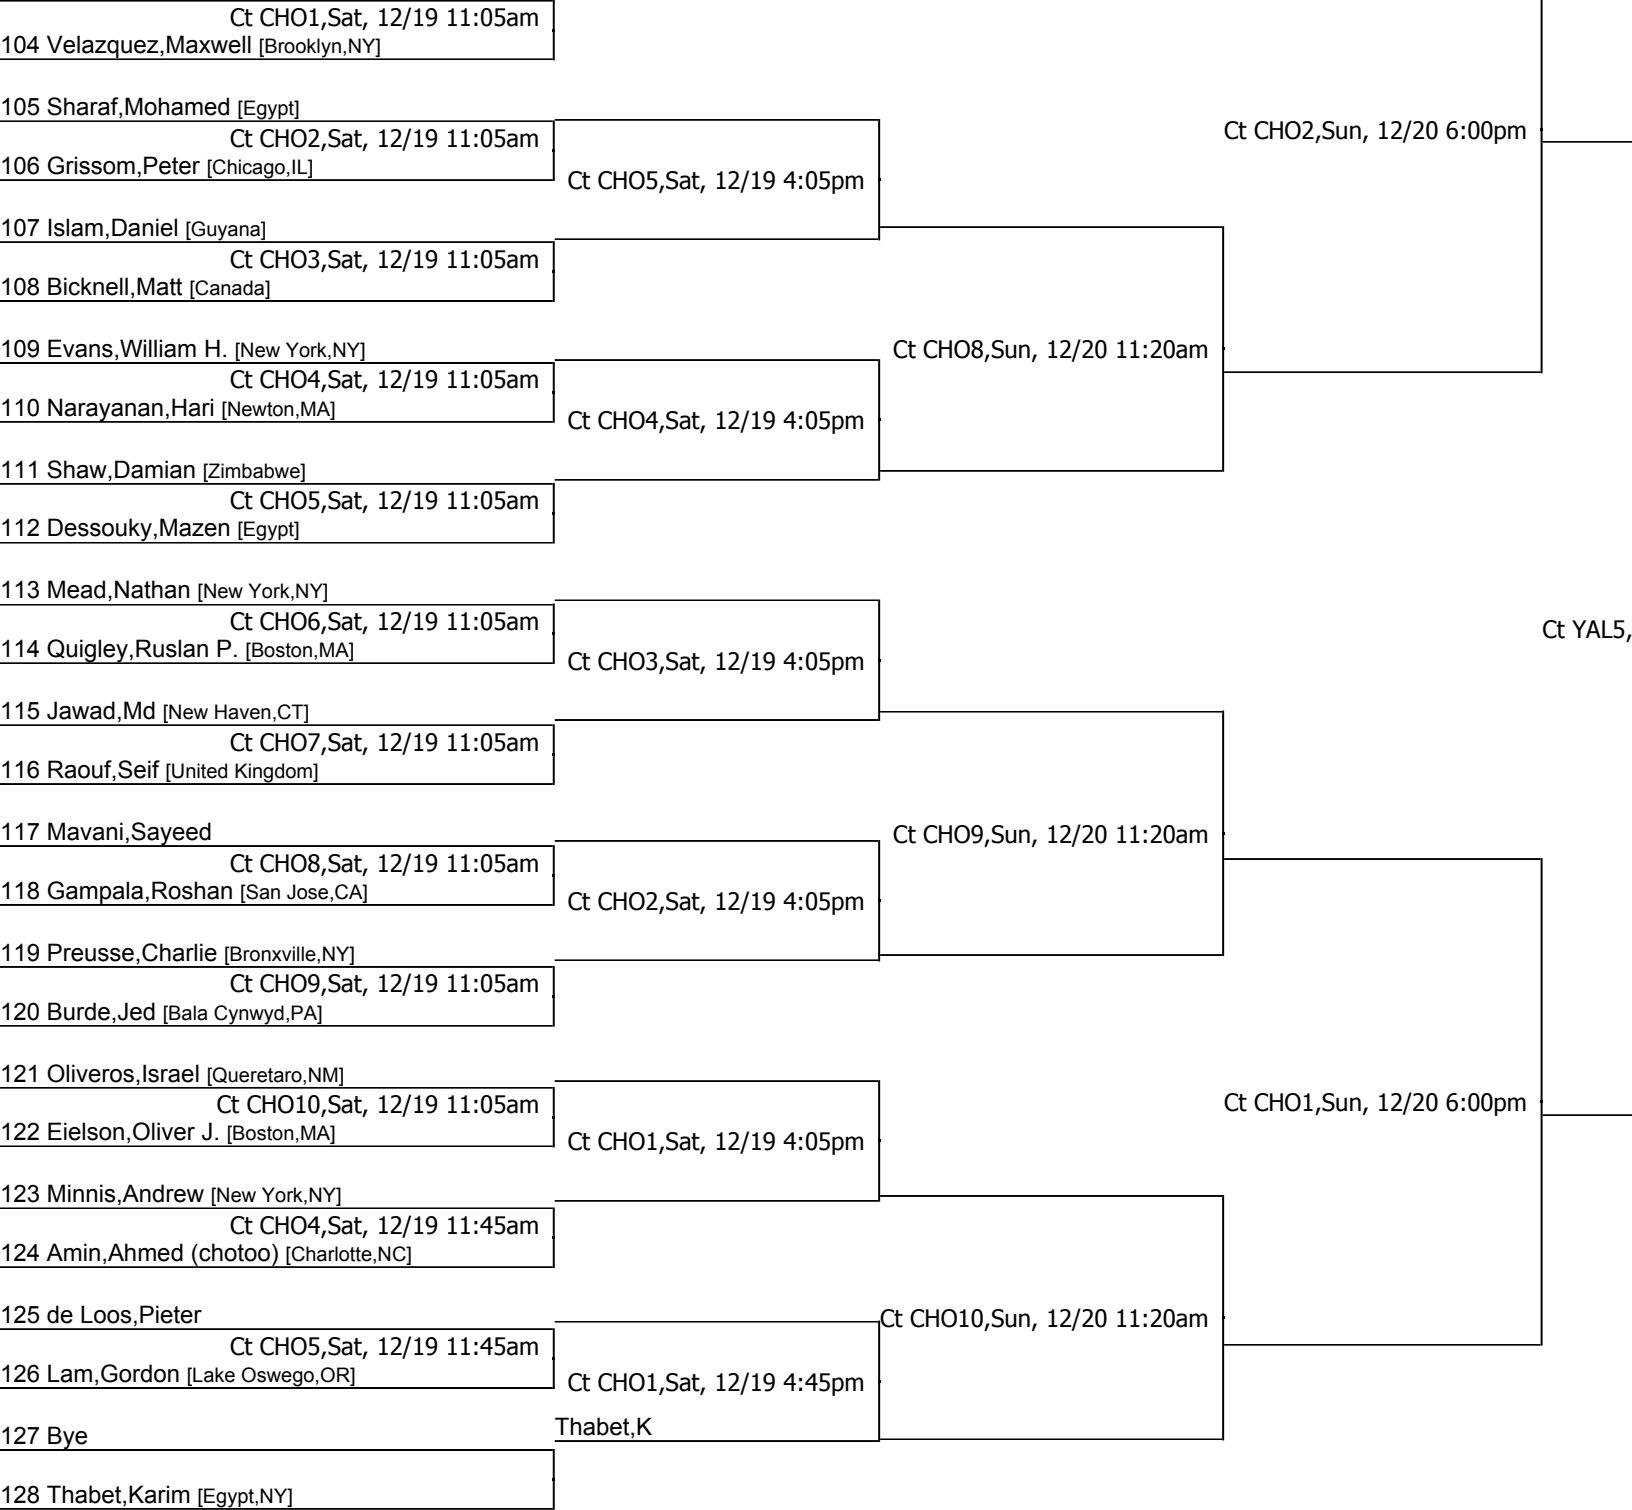 Ct CHO1,Sat, 12/19 11:05am
104 Velazquez,Maxwell [Brooklyn,NY]
105 Sharaf,Mohamed [Egypt]
Ct CHO2,Sat, 12/19 11:05am
Ct CHO2,Sun, 12/20 6:00pm
106 Grissom,Peter [Chicago,IL]
Ct CHO5,Sat, 12/19 4:05pm
107 Islam,Daniel [Guyana]
Ct CHO3,Sat, 12/19 11:05am
108 Bicknell,Matt [Canada]
109 Evans,William H. [New York,NY]
Ct CHO8,Sun, 12/20 11:20am
Ct CHO4,Sat, 12/19 11:05am
110 Narayanan,Hari [Newton,MA]
Ct CHO4,Sat, 12/19 4:05pm
111 Shaw,Damian [Zimbabwe]
Ct CHO5,Sat, 12/19 11:05am
112 Dessouky,Mazen [Egypt]
113 Mead,Nathan [New York,NY]
Ct CHO6,Sat, 12/19 11:05am
Ct YAL5,
114 Quigley,Ruslan P. [Boston,MA]
Ct CHO3,Sat, 12/19 4:05pm
115 Jawad,Md [New Haven,CT]
Ct CHO7,Sat, 12/19 11:05am
116 Raouf,Seif [United Kingdom]
117 Mavani,Sayeed
Ct CHO9,Sun, 12/20 11:20am
Ct CHO8,Sat, 12/19 11:05am
118 Gampala,Roshan [San Jose,CA]
Ct CHO2,Sat, 12/19 4:05pm
119 Preusse,Charlie [Bronxville,NY]
Ct CHO9,Sat, 12/19 11:05am
120 Burde,Jed [Bala Cynwyd,PA]
121 Oliveros,Israel [Queretaro,NM]
Ct CHO10,Sat, 12/19 11:05am
Ct CHO1,Sun, 12/20 6:00pm
122 Eielson,Oliver J. [Boston,MA]
Ct CHO1,Sat, 12/19 4:05pm
123 Minnis,Andrew [New York,NY]
Ct CHO4,Sat, 12/19 11:45am
124 Amin,Ahmed (chotoo) [Charlotte,NC]
125 de Loos,Pieter
Ct CHO10,Sun, 12/20 11:20am
Ct CHO5,Sat, 12/19 11:45am
126 Lam,Gordon [Lake Oswego,OR]
Ct CHO1,Sat, 12/19 4:45pm
Thabet,K
127 Bye
128 Thabet,Karim [Egypt,NY]